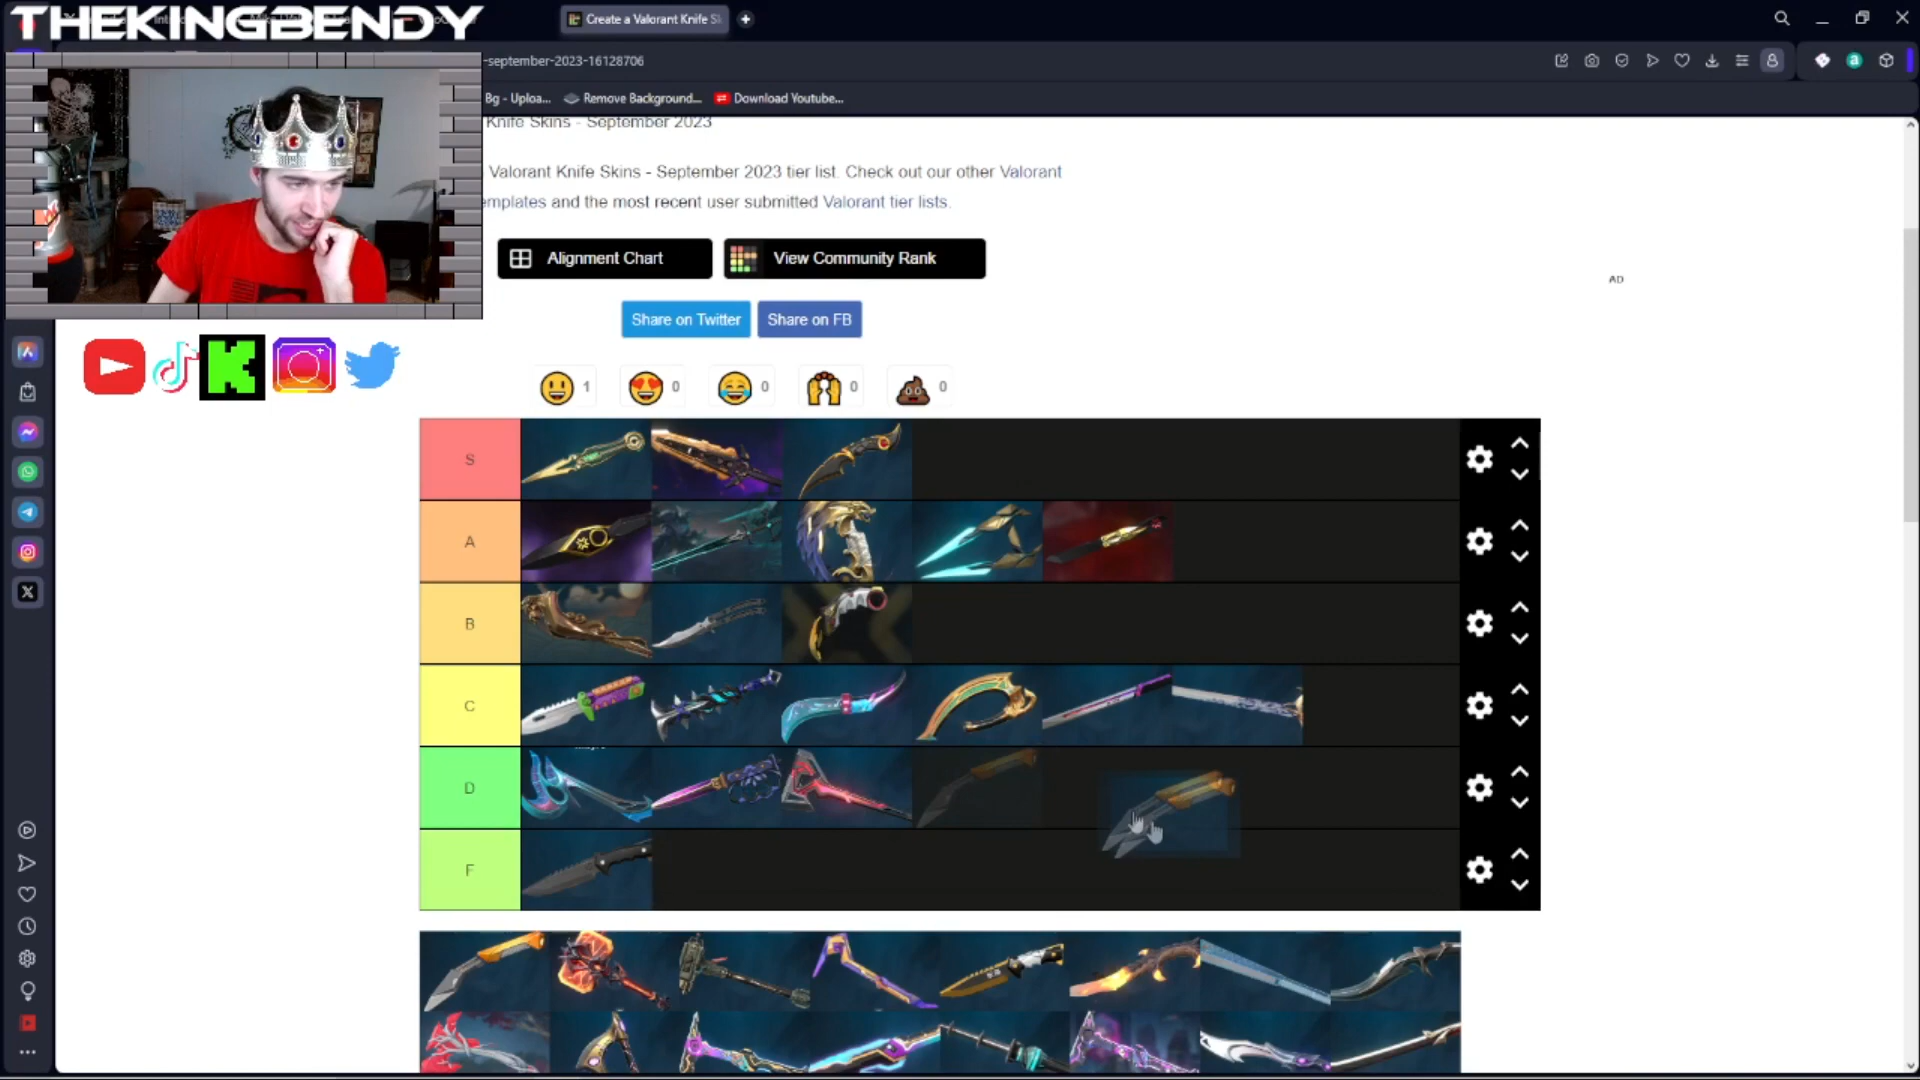 THEKINGBENDY
Create a Valorant Knife Sk
-september-2023-16128706
Bg - Uploa...
Remove Background...
Download Youtube...
Knife Skins - September 2023
Valorant Knife Skins - September 2023 tier list. Check out our other Valorant
emplates and the most recent user submitted Valorant tier lists.
Alignment Chart
View Community Rank
AD
Share on Twitter
Share on FB
1
0
0
0
0
S
A
B
C
D
F